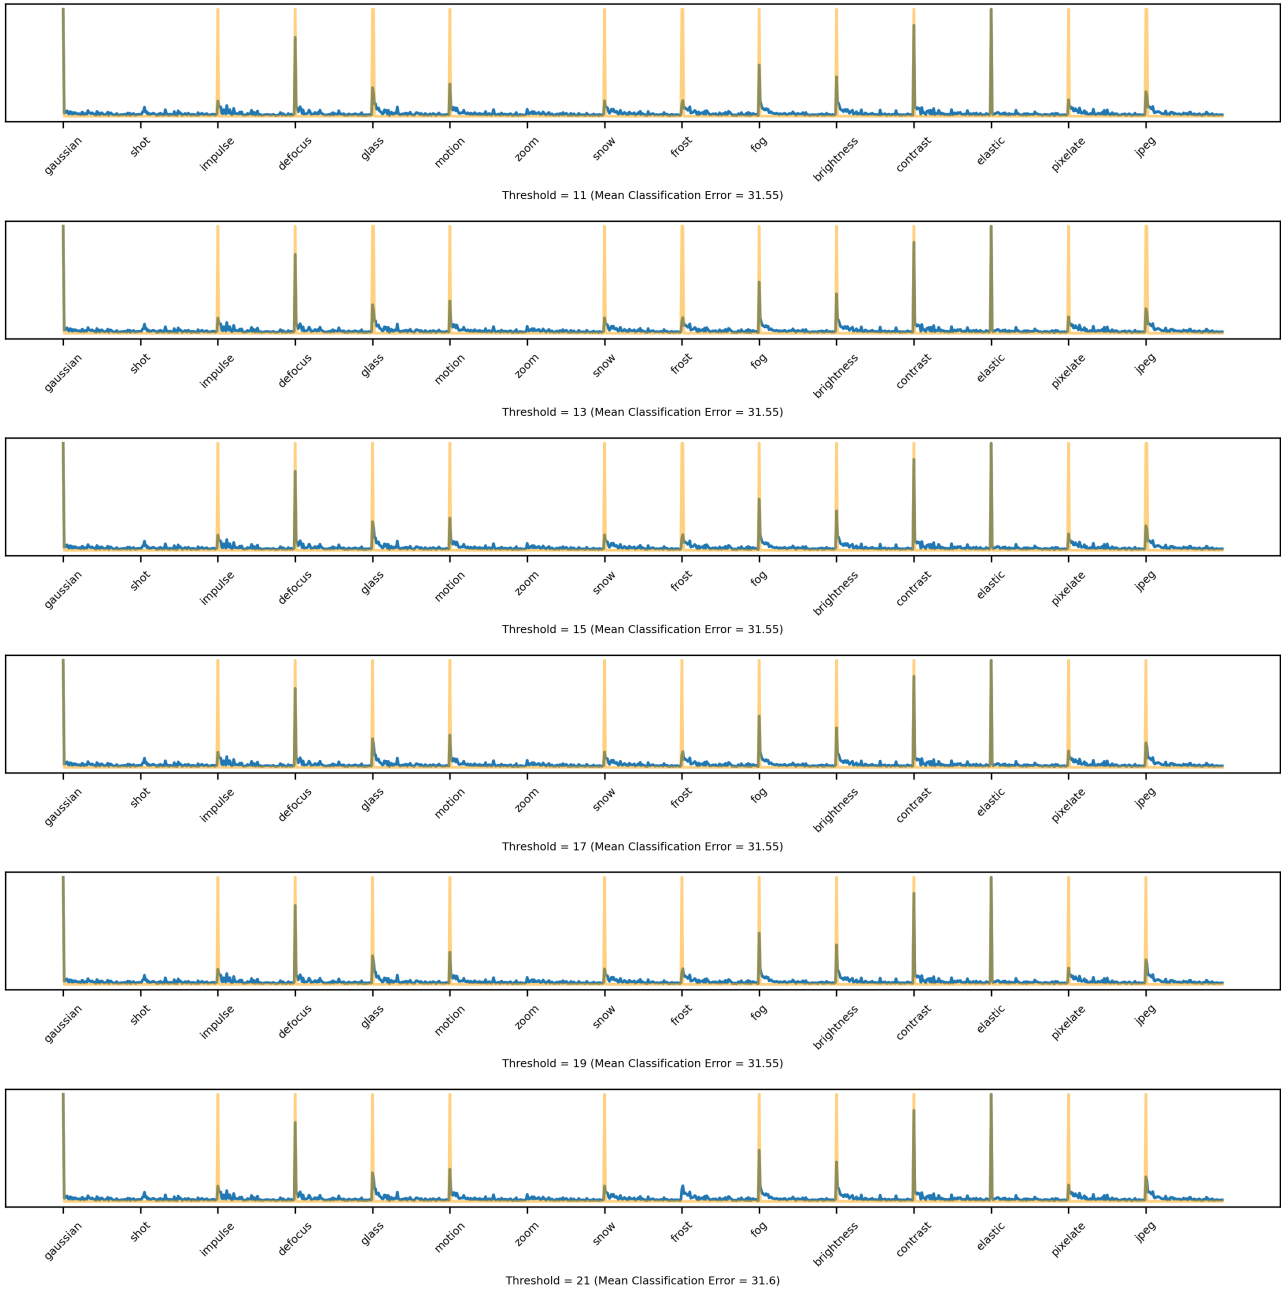 gaussian shot impulse defocus glass motion zoom snow frost fog brightness contrast elastic pixelate jpeg
Threshold = 11 (Mean Classification Error = 31.55)
gaussian shot impulse defocus glass motion zoom snow frost fog brightness contrast elastic pixelate jpeg
Threshold = 13 (Mean Classification Error = 31.55)
gaussian shot impulse defocus glass motion zoom snow frost fog brightness contrast elastic pixelate jpeg
Threshold = 15 (Mean Classification Error = 31.55)
gaussian shot impulse defocus glass motion zoom snow frost fog brightness contrast elastic pixelate jpeg
Threshold = 17 (Mean Classification Error = 31.55)
gaussian shot impulse defocus glass motion zoom snow frost fog brightness contrast elastic pixelate jpeg
Threshold = 19 (Mean Classification Error = 31.55)
gaussian shot impulse defocus glass motion zoom snow frost fog brightness contrast elastic pixelate jpeg
Threshold = 21 (Mean Classification Error = 31.6)